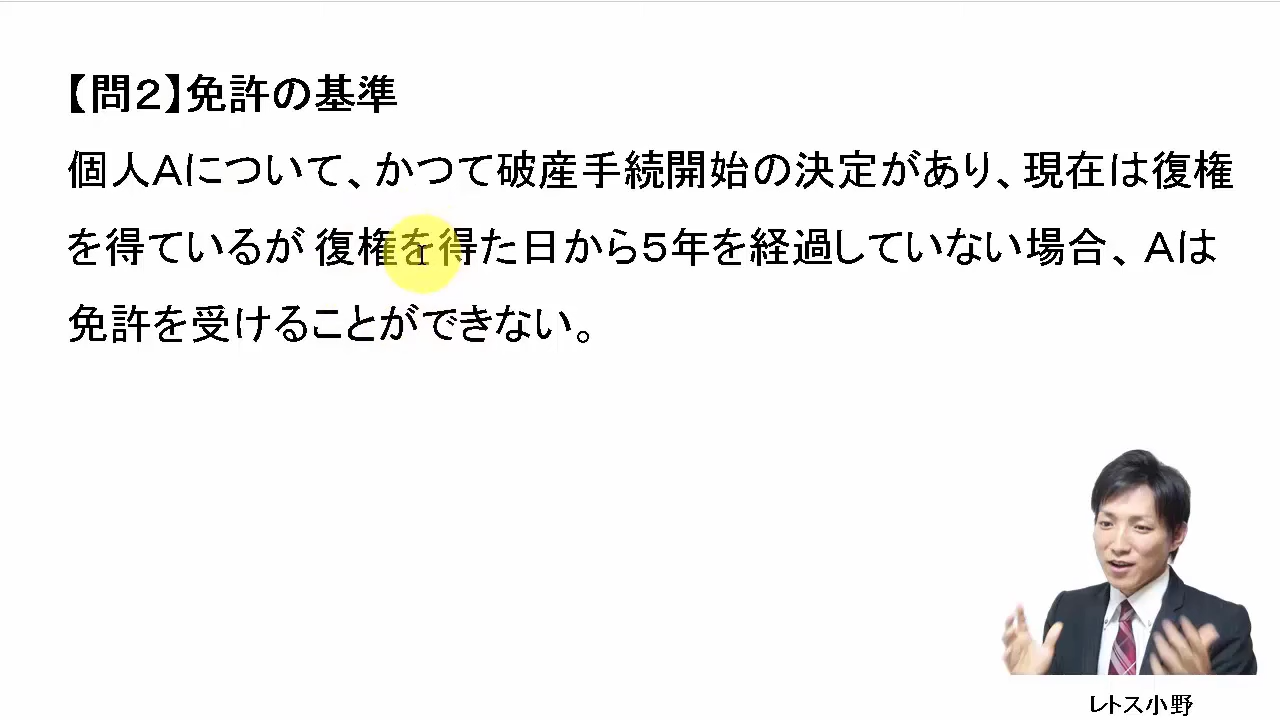 【問２】免許の基準
個人Ａについて、かつて破産手続開始の決定があり、現在は復権
を得ているが 復権を得た日から５年を経過していない場合、Ａは
免許を受けることができない。
レトス小野